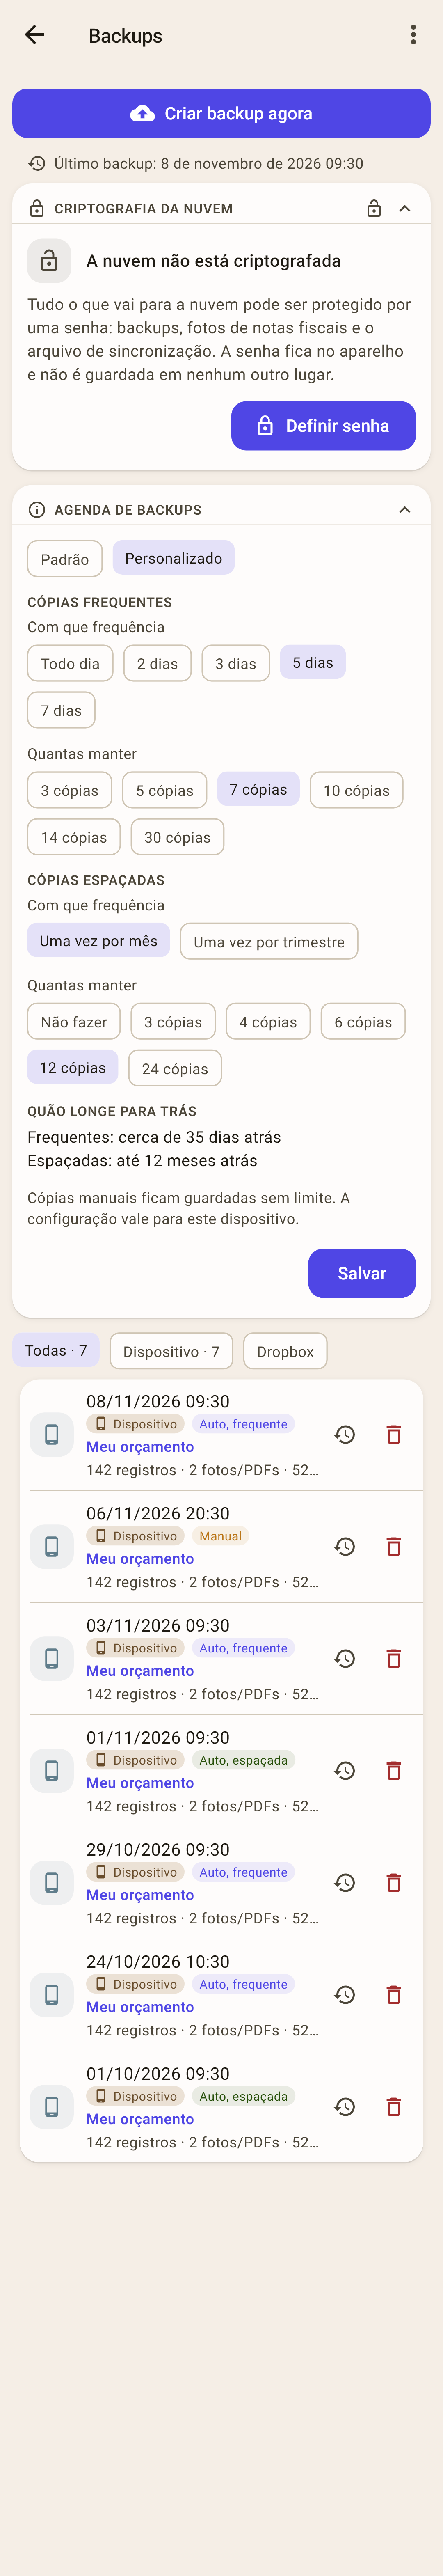 Backups
Criar backup agora
Último backup: 8 de novembro de 2026 09:30
CRIPTOGRAFIA DA NUVEM
A nuvem não está criptografada
Tudo o que vai para a nuvem pode ser protegido por
uma senha: backups, fotos de notas fiscais e o
arquivo de sincronização. A senha fica no aparelho
e não é guardada em nenhum outro lugar.
Definir senha
AGENDA DE BACKUPS
Padrão Personalizado
CÓPIAS FREQUENTES
Com que frequência
Todo dia 2 dias 3 dias 5 dias
7 dias
Quantas manter
3 cópias 5 cópias 7 cópias 10 cópias
14 cópias 30 cópias
CÓPIAS ESPAÇADAS
Com que frequência
Uma vez por mês Uma vez por trimestre
Quantas manter
Não fazer 3 cópias 4 cópias 6 cópias
12 cópias 24 cópias
QUÃO LONGE PARA TRÁS
Frequentes: cerca de 35 dias atrás
Espaçadas: até 12 meses atrás
Cópias manuais ficam guardadas sem limite. A
configuração vale para este dispositivo.
Salvar
Todas · 7 Dispositivo · 7 Dropbox
08/11/2026 09:30
Dispositivo Auto, frequente
Meu orçamento
142 registros · 2 fotos/PDFs · 52...
06/11/2026 20:30
Dispositivo Manual
Meu orçamento
142 registros · 2 fotos/PDFs · 52...
03/11/2026 09:30
Dispositivo Auto, frequente
Meu orçamento
142 registros · 2 fotos/PDFs · 52...
01/11/2026 09:30
Dispositivo Auto, espaçada
Meu orçamento
142 registros · 2 fotos/PDFs · 52...
29/10/2026 09:30
Dispositivo Auto, frequente
Meu orçamento
142 registros · 2 fotos/PDFs · 52...
24/10/2026 10:30
Dispositivo Auto, frequente
Meu orçamento
142 registros · 2 fotos/PDFs · 52...
01/10/2026 09:30
Dispositivo Auto, espaçada
Meu orçamento
142 registros · 2 fotos/PDFs · 52...